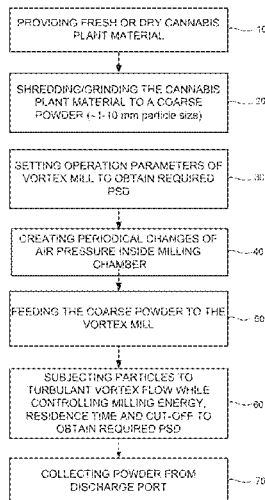 PROVIDING FRESH OR DRY CANNABIS
PLANT MATERIAL
10
SHREDDING/GRINDING THE CANNABIS
PLANT MATERIAL TO A COARSE
POWDER (~1-10 mm particle size)
20
SETTING OPERATION PARAMETERS OF
VORTEX MILL TO OBTAIN REQUIRED
PSD
30
CREATING PERIODICAL CHANGES OF
AIR PRESSURE INSIDE MILLING
CHAMBER
40
FEEDING THE COARSE POWDER TO THE
VORTEX MILL
50
SUBJECTING PARTICLES TO
TURBULANT VORTEX FLOW WHILE
CONTROLLING MILLING ENERGY,
RESIDENCE TIME AND CUT-OFF TO
OBTAIN REQUIRED PSD
60
COLLECTING POWDER FROM
DISCHARGE PORT
70